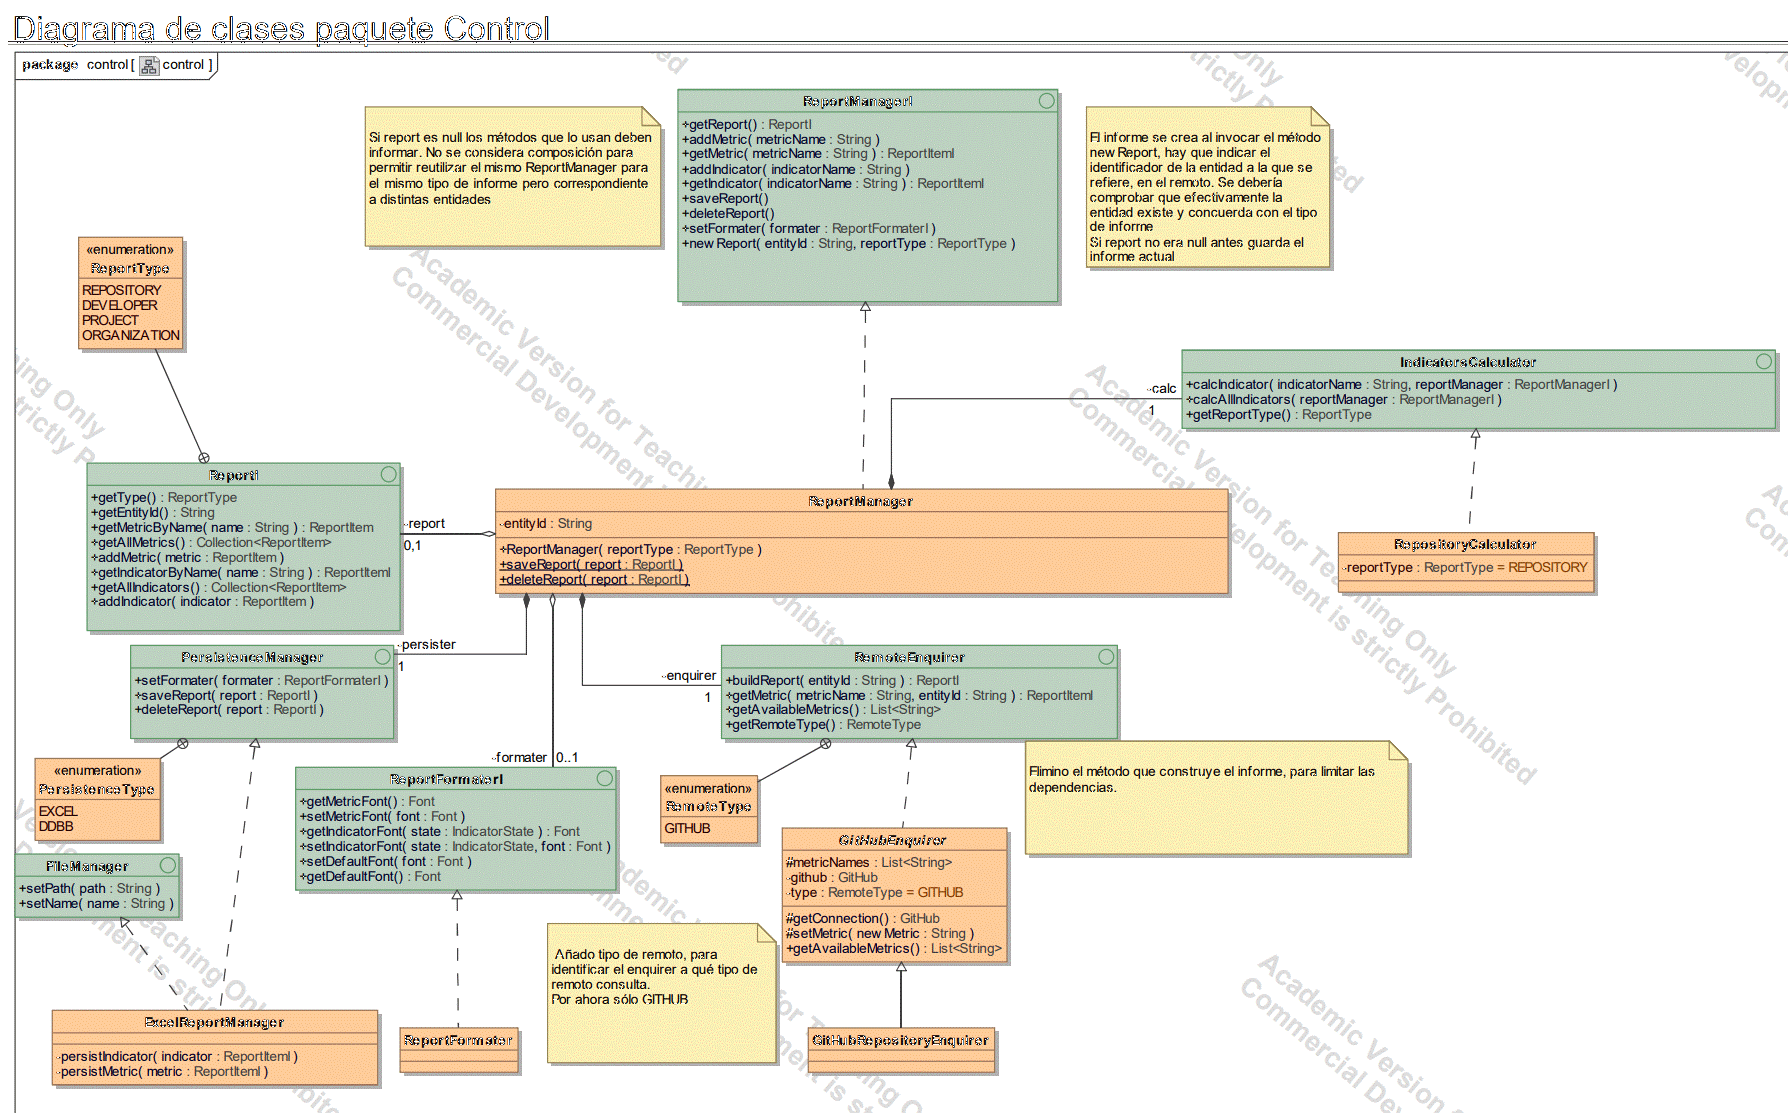 Diagrama de clases paquete Control
package control [ control ]
Si report es null los métodos que lo usan deben
informar. No se considera composición para
permitir reutilizar el mismo ReportManager para
el mismo tipo de informe pero correspondiente
a distintas entidades
ReportManagerI
+getReport() : ReportI
+addMetric( metricName : String )
+getMetric( metricName : String ) : ReportItemI
+addIndicator( indicatorName : String )
+getIndicator( indicatorName : String ) : ReportItemI
+saveReport()
+deleteReport()
+setFormater( formater : ReportFormaterI )
+newReport( entityId : String, reportType : ReportType )
El informe se crea al invocar el método
newReport, hay que indicar el
identificador de la entidad a la que se
refiere, en el remoto. Se debería
comprobar que efectivamente la
entidad existe y concuerda con el tipo
de informe
Si report no era null antes guarda el
informe actual
«enumeration»
ReportType
REPOSITORY
DEVELOPER
PROJECT
ORGANIZATION
IndicatorsCalculator
+calcIndicator( indicatorName : String, reportManager : ReportManagerI )
+calcAllIndicators( reportManager : ReportManagerI )
+getReportType() : ReportType
-calc
1
ReportI
+getType() : ReportType
+getEntityId() : String
+getMetricByName( name : String ) : ReportItem
+getAllMetrics() : Collection<ReportItem>
+addMetric( metric : ReportItem )
+getIndicatorByName( name : String ) : ReportItemI
+getAllIndicators() : Collection<ReportItem>
+addIndicator( indicator : ReportItem )
-report
0,1
ReportManager
-entityId : String
+ReportManager( reportType : ReportType )
+saveReport( report : ReportI )
+deleteReport( report : ReportI )
RepositoryCalculator
-reportType : ReportType = REPOSITORY
PersistenceManager
+setFormater( formater : ReportFormaterI )
+saveReport( report : ReportI )
+deleteReport( report : ReportI )
-persister
1
-enquirer
1
RemoteEnquirer
+buildReport( entityId : String ) : ReportI
+getMetric( metricName : String, entityId : String ) : ReportItemI
+getAvailableMetrics() : List<String>
+getRemoteType() : RemoteType
«enumeration»
PersistenceType
EXCEL
DDBB
-formater
0..1
ReportFormaterI
+getMetricFont() : Font
+setMetricFont( font : Font )
+getIndicatorFont( state : IndicatorState ) : Font
+setIndicatorFont( state : IndicatorState, font : Font )
+setDefaultFont( font : Font )
+getDefaultFont() : Font
«enumeration»
RemoteType
GITHUB
Elimino el método que construye el informe, para limitar las
dependencias.
FileManager
+setPath( path : String )
+setName( name : String )
GitHubEnquirer
#metricNames : List<String>
-github : GitHub
-type : RemoteType = GITHUB
#getConnection() : GitHub
#setMetric( newMetric : String )
+getAvailableMetrics() : List<String>
Añado tipo de remoto, para
identificar el enquirer a qué tipo de
remoto consulta.
Por ahora sólo GITHUB
ExcelReportManager
-persistIndicator( indicator : ReportItemI )
-persistMetric( metric : ReportItemI )
ReportFormater
GitHubRepositoryEnquirer
Academic Version for Teaching Only
Commercial Development is strictly Prohibited